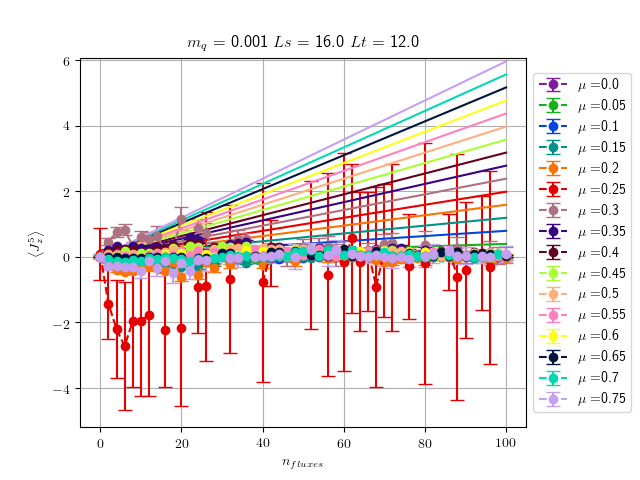 m_q = 0.001 Ls = 16.0 Lt = 12.0
6
4
2
0
−2
−4
⟨J_z^5⟩
0
20
40
60
80
100
n_fluxes
μ =0.0
μ =0.05
μ =0.1
μ =0.15
μ =0.2
μ =0.25
μ =0.3
μ =0.35
μ =0.4
μ =0.45
μ =0.5
μ =0.55
μ =0.6
μ =0.65
μ =0.7
μ =0.75